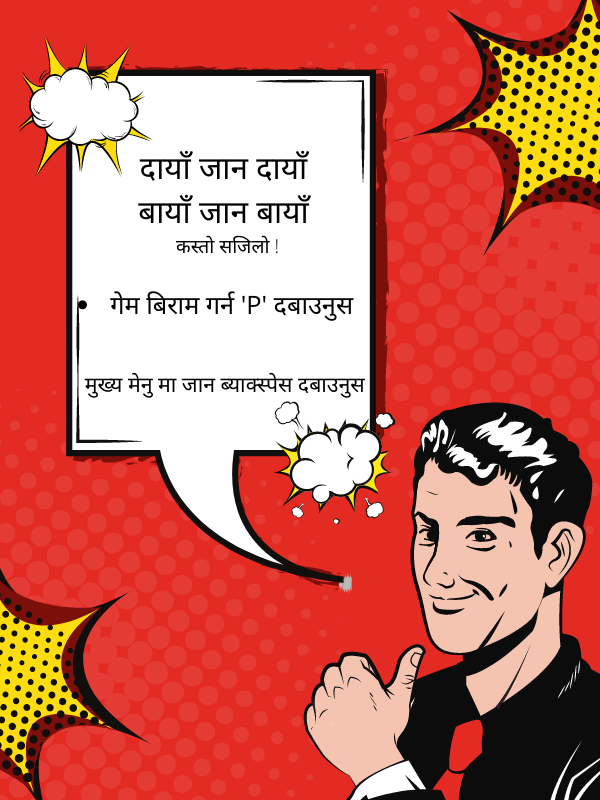 दायाँ जान दायाँ
बायाँ जान बायाँ
कस्तो सजिलो !
• गेम बिराम गर्न 'P' दबाउनुस
मुख्य मेनु मा जान ब्याक्स्पेस दबाउनुस